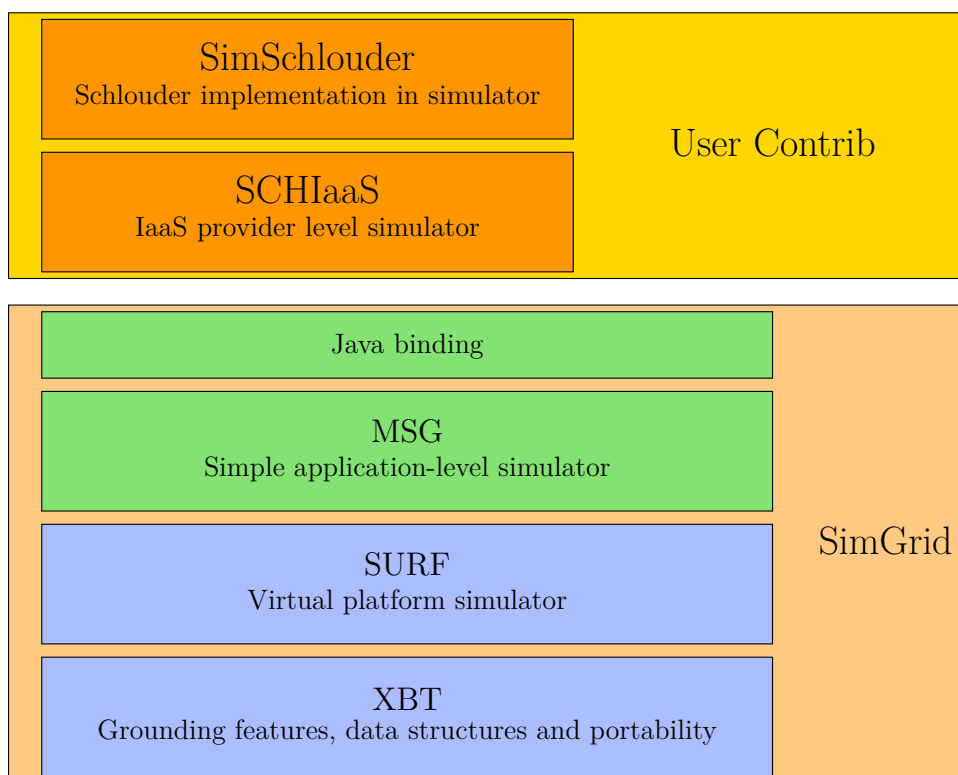 SimSchlouder
Schlouder implementation in simulator
User Contrib
SCHIaaS
IaaS provider level simulator
Java binding
MSG
Simple application-level simulator
SimGrid
SURF
Virtual platform simulator
XBT
Grounding features, data structures and portability